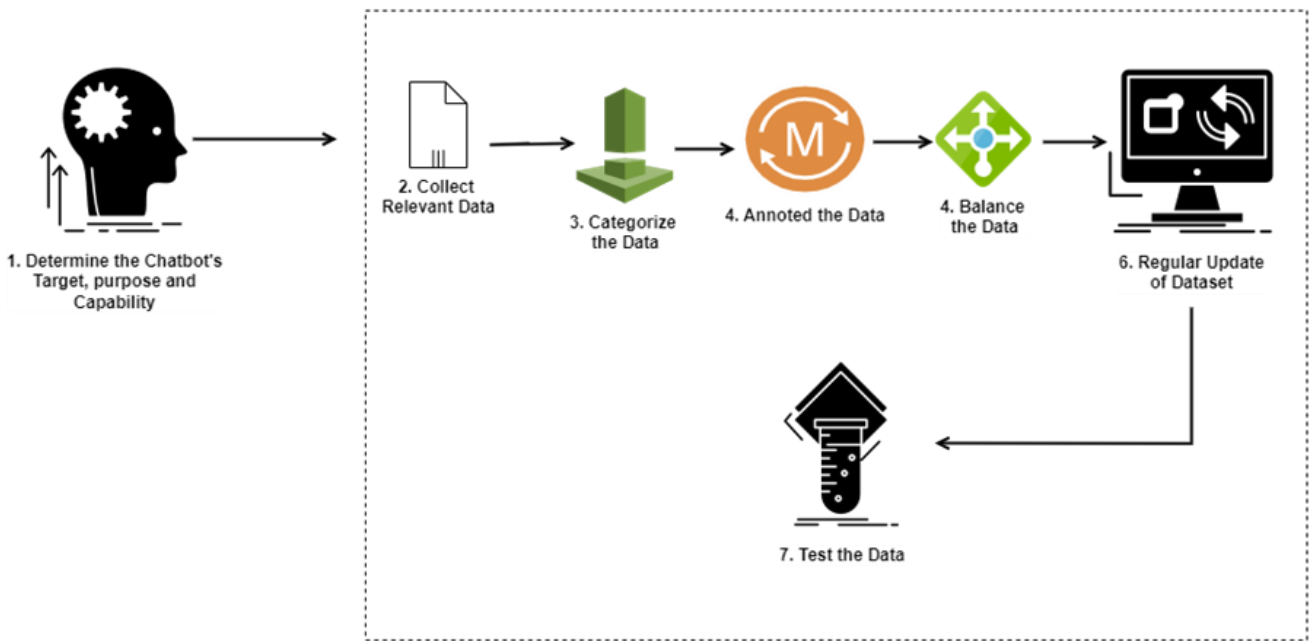 1. Determine the Chatbot's
Target, purpose and
Capability
2. Collect
Relevant Data
3. Categorize
the Data
M
4. Annoted the Data
4. Balance
the Data
6. Regular Update
of Dataset
7. Test the Data